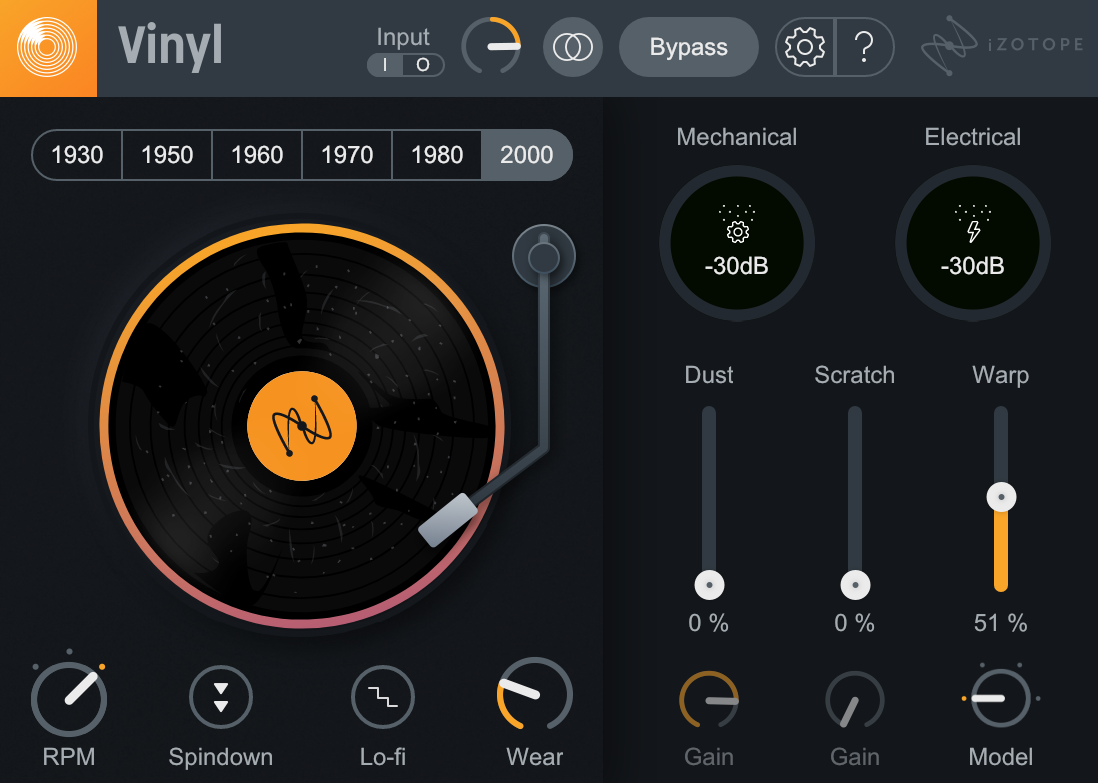 Vinyl
Input
I O
Bypass
?
iZOTOPE
1930 1950 1960 1970 1980 2000
Mechanical Electrical
-30dB -30dB
Dust Scratch Warp
0 % 0 % 51 %
RPM Spindown Lo-fi Wear Gain Gain Model